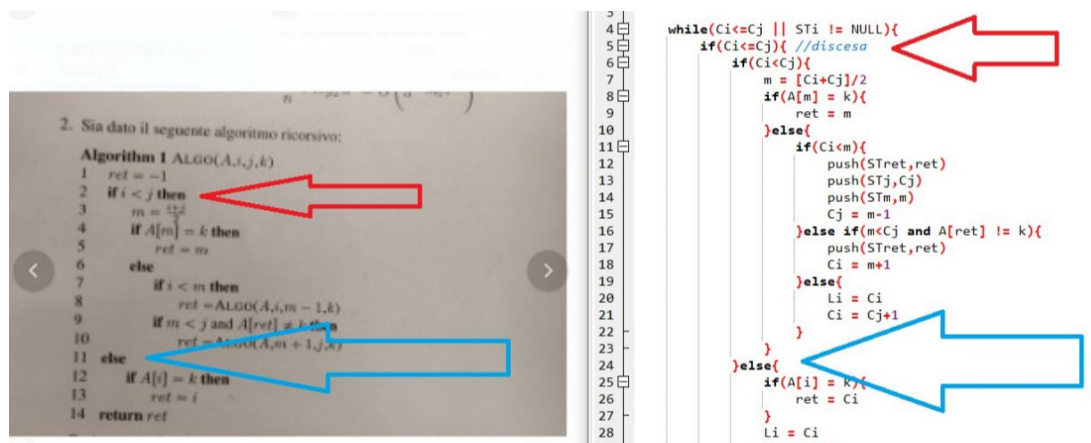 2. Sia dato il seguente algoritmo ricorsivo:
Algorithm 1 ALGO(A,i,j,k)
1 ret = −1
2 if i < j then
3 m = i+j/2
4 if A[m] = k then
5 ret = m
6 else
7 if i < m then
8 ret =ALGO(A,i,m − 1,k)
9 if m < j and A[ret] ≠ k then
10 ret =ALGO(A,m + 1,j,k)
11 else
12 if A[i] = k then
13 ret = i
14 return ret
3
4 while(Ci<=Cj || STi != NULL){
5 if(Ci<=Cj){ //discesa
6 if(Ci<Cj){
7 m = [Ci+Cj]/2
8 if(A[m] = k){
9 ret = m
10 }else{
11 if(Ci<m){
12 push(STret,ret)
13 push(STj,Cj)
14 push(STm,m)
15 Cj = m-1
16 }else if(m<Cj and A[ret] != k){
17 push(STret,ret)
18 Ci = m+1
19 }else{
20 Li = Ci
21 Ci = Cj+1
22 }
23 }
24 }else{
25 if(A[i] = k){
26 ret = Ci
27 }
28 Li = Ci